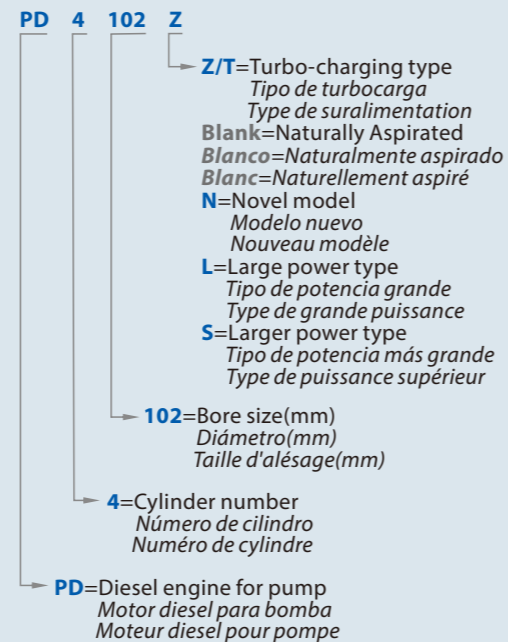 PD 4 102 Z
Z/T=Turbo-charging type
Tipo de turbocarga
Type de suralimentation
Blank=Naturally Aspirated
Blanco=Naturalmente aspirado
Blanc=Naturellement aspiré
N=Novel model
Modelo nuevo
Nouveau modèle
L=Large power type
Tipo de potencia grande
Type de grande puissance
S=Larger power type
Tipo de potencia más grande
Type de puissance supérieur
102=Bore size(mm)
Diámetro(mm)
Taille d'alésage(mm)
4=Cylinder number
Número de cilindro
Numéro de cylindre
PD=Diesel engine for pump
Motor diesel para bomba
Moteur diesel pour pompe